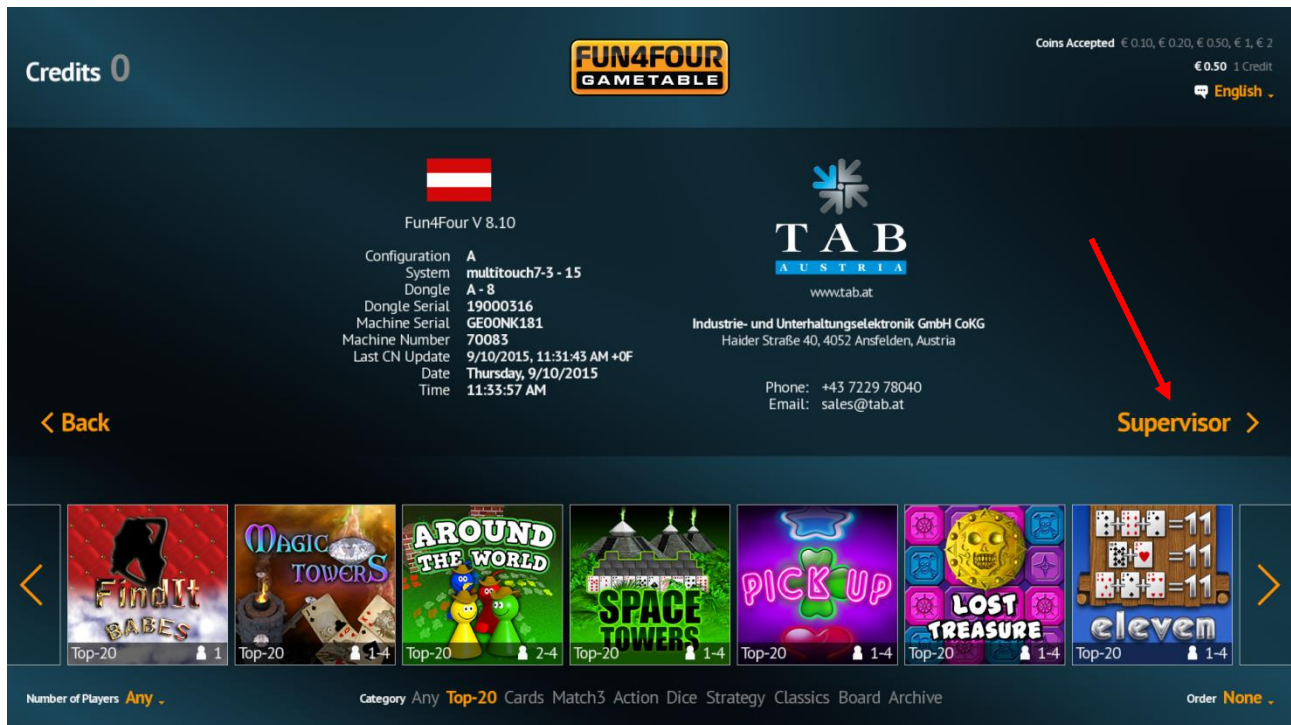 Credits 0
FUN4FOUR
GAMETABLE
Coins Accepted € 0.10, € 0.20, € 0.50, € 1, € 2
€ 0.50 1 Credit
English
Fun4Four V 8.10
Configuration A
System multitouch7-3 - 15
Dongle A - 8
Dongle Serial 19000316
Machine Serial GE00NK181
Machine Number 70083
Last CN Update 9/10/2015, 11:31:43 AM +0F
Date Thursday, 9/10/2015
Time 11:33:57 AM
TAB
AUSTRIA
www.tab.at
Industrie- und Unterhaltungselektronik GmbH CoKG
Haider Straße 40, 4052 Ansfelden, Austria
Phone: +43 7229 78040
Email: sales@tab.at
< Back
Supervisor >
FindIt
BABES
Top-20 1
MAGIC
TOWERS
Top-20 1-4
AROUND
THE WORLD
Top-20 2-4
SPACE
TOWERS
Top-20 1-4
PICK UP
Top-20 1-4
LOST
TREASURE
Top-20 1-4
=11
=11
=11
eleven
Top-20 1-4
Number of Players Any
Category Any Top-20 Cards Match3 Action Dice Strategy Classics Board Archive
Order None